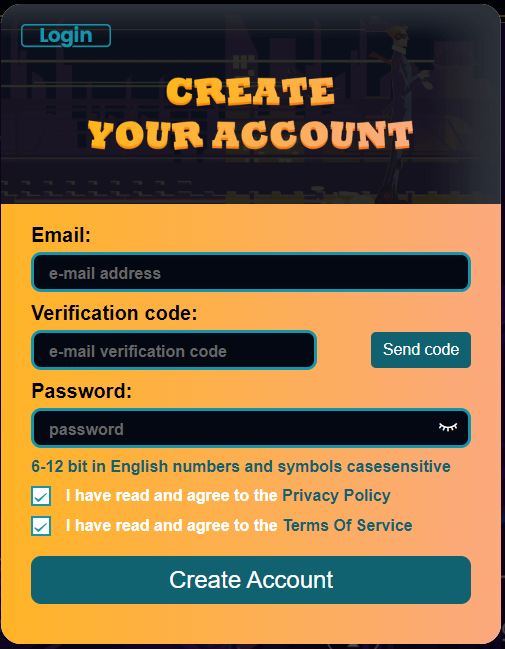 Login
CREATE
YOUR ACCOUNT
Email:
e-mail address
Verification code:
e-mail verification code
Send code
Password:
password
6-12 bit in English numbers and symbols casesensitive
I have read and agree to the Privacy Policy
I have read and agree to the Terms Of Service
Create Account